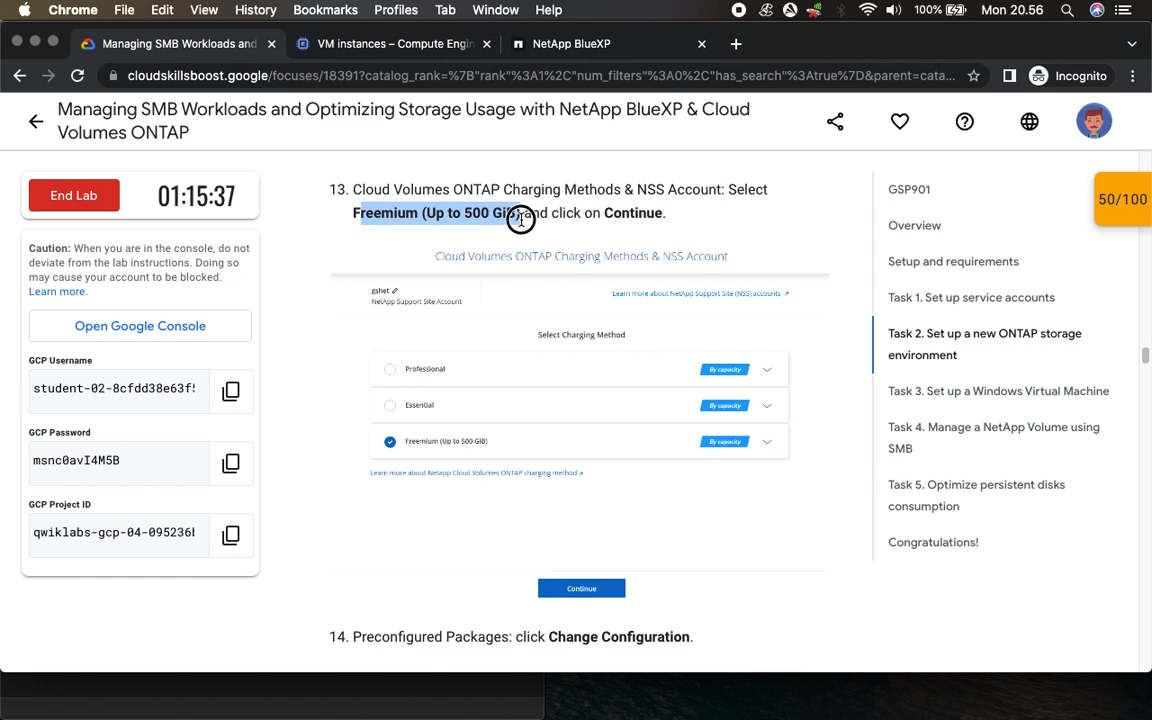 Chrome File Edit View History Bookmarks Profiles Tab Window Help 100% Mon 20.56
Managing SMB Workloads and VM instances – Compute Engin NetApp BlueXP
cloudskillsboost.google/focuses/18391?catalog_rank=%7B"rank"%3A1%2C"num_filters"%3A0%2C"has_search"%3Atrue%7D&parent=cata... Incognito
Managing SMB Workloads and Optimizing Storage Usage with NetApp BlueXP & Cloud
Volumes ONTAP
End Lab 01:15:37
Caution: When you are in the console, do not
deviate from the lab instructions. Doing so
may cause your account to be blocked.
Learn more.
Open Google Console
GCP Username
student-02-8cfdd38e63f
GCP Password
msnc0avI4M5B
GCP Project ID
qwiklabs-gcp-04-095236
13. Cloud Volumes ONTAP Charging Methods & NSS Account: Select
Freemium (Up to 500 GiB) and click on Continue.
Cloud Volumes ONTAP Charging Methods & NSS Account
gshet
NetApp Support Site Account
Learn more about NetApp Support Site (NSS) accounts
Select Charging Method
Professional By capacity
Essential By capacity
Freemium (Up to 500 GiB) By capacity
Learn more about Netapp Cloud Volumes ONTAP charging method
Continue
14. Preconfigured Packages: click Change Configuration.
GSP901
Overview
Setup and requirements
Task 1. Set up service accounts
Task 2. Set up a new ONTAP storage
environment
Task 3. Set up a Windows Virtual Machine
Task 4. Manage a NetApp Volume using
SMB
Task 5. Optimize persistent disks
consumption
Congratulations!
50/100